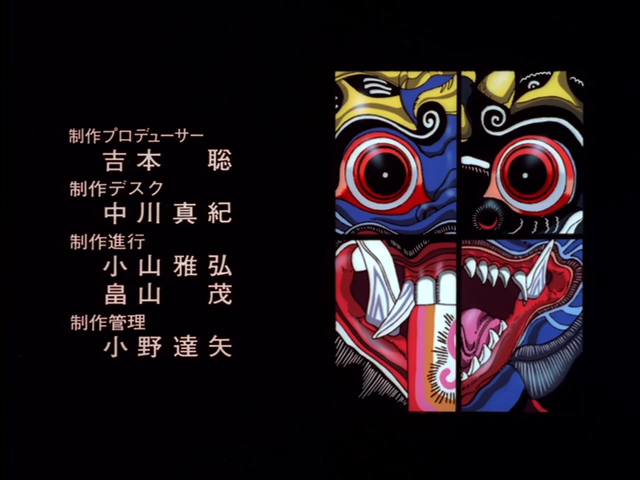 制作プロデューサー
吉本　聡
制作デスク
中川真紀
制作進行
小山雅弘
畠山　茂
制作管理
小野達矢